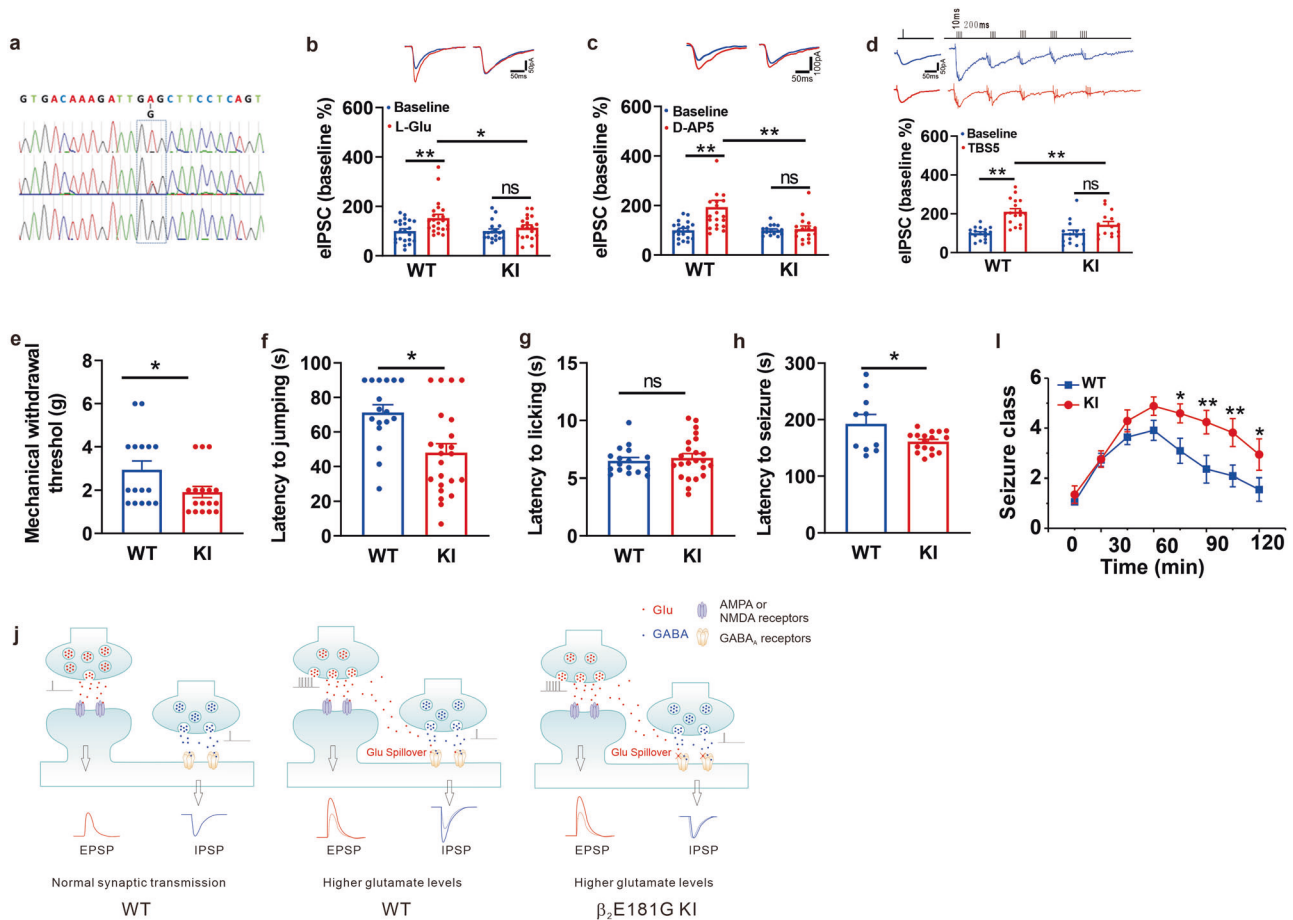 a
GTGACAAAGATTGAGCTTCCTCAGT
G
b
50ms
50pA
eIPSC (baseline %)
600
400
200
0
Baseline
L-Glu
**
*
ns
WT
KI
c
50ms
100pA
eIPSC (baseline %)
600
400
200
0
Baseline
D-AP5
**
**
ns
WT
KI
d
10ms
200ms
50ms
50pA
eIPSC (baseline %)
600
400
200
0
Baseline
TBS5
**
**
ns
WT
KI
e
Mechanical withdrawal
threshol (g)
8
6
4
2
0
*
WT
KI
f
Latency to jumping (s)
100
80
60
40
20
0
*
WT
KI
g
Latency to licking (s)
15
10
5
0
ns
WT
KI
h
Latency to seizure (s)
300
200
100
0
*
WT
KI
I
Seizure class
6
4
2
0
WT
KI
*
**
**
*
0 30 60 90 120
Time (min)
j
Glu
GABA
AMPA or
NMDA receptors
GABAA receptors
Glu Spillover
Glu Spillover
EPSP
IPSP
EPSP
IPSP
EPSP
IPSP
Normal synaptic transmission
Higher glutamate levels
Higher glutamate levels
WT
WT
β2E181G KI